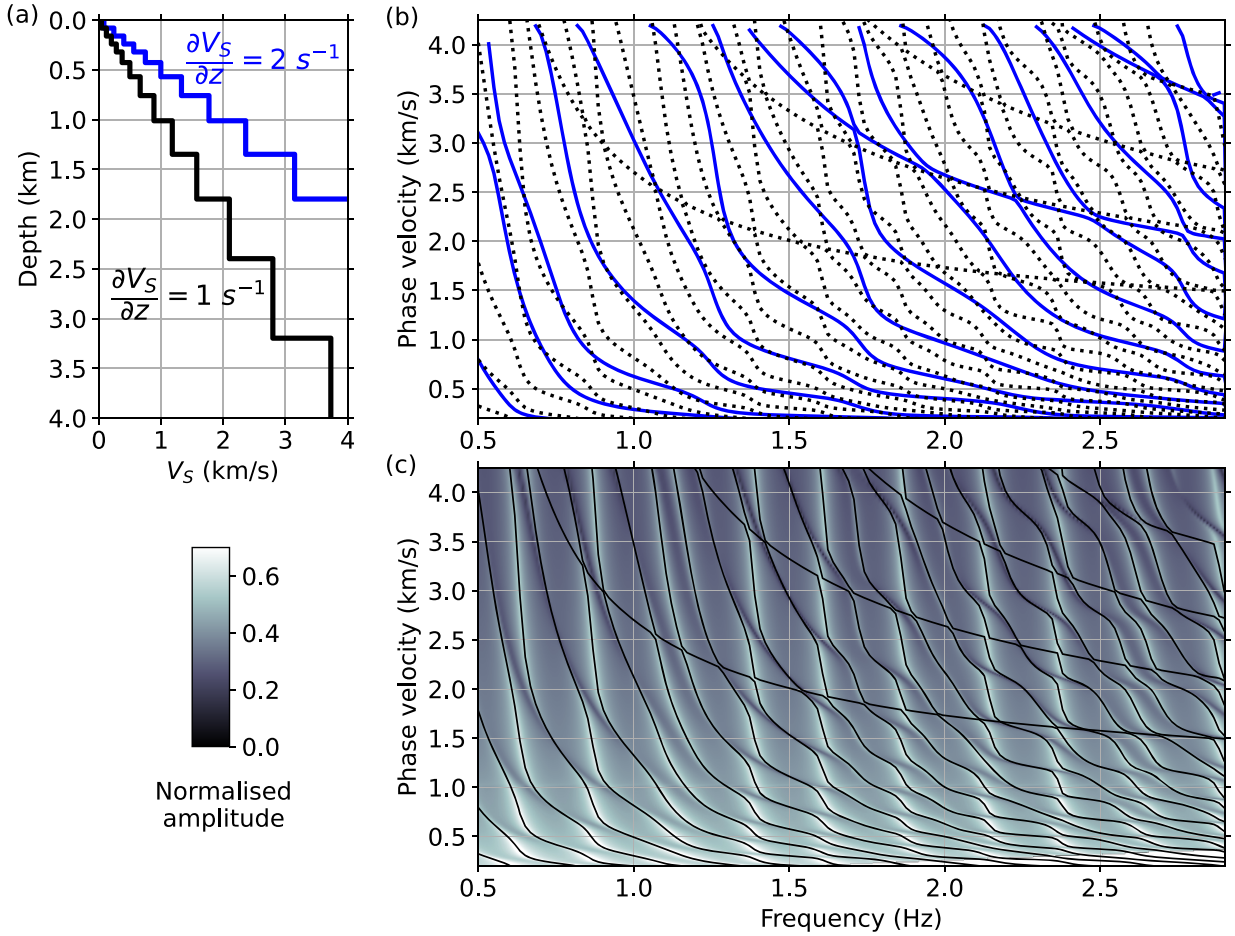 (a)
0.0
0.5
1.0
1.5
2.0
2.5
3.0
3.5
4.0
Depth (km)
∂V_S/∂z = 2 s⁻¹
∂V_S/∂z = 1 s⁻¹
0 1 2 3 4
V_S (km/s)
(b)
4.0
3.5
3.0
2.5
2.0
1.5
1.0
0.5
Phase velocity (km/s)
0.5 1.0 1.5 2.0 2.5
0.6
0.4
0.2
0.0
Normalised
amplitude
(c)
4.0
3.5
3.0
2.5
2.0
1.5
1.0
0.5
Phase velocity (km/s)
0.5 1.0 1.5 2.0 2.5
Frequency (Hz)